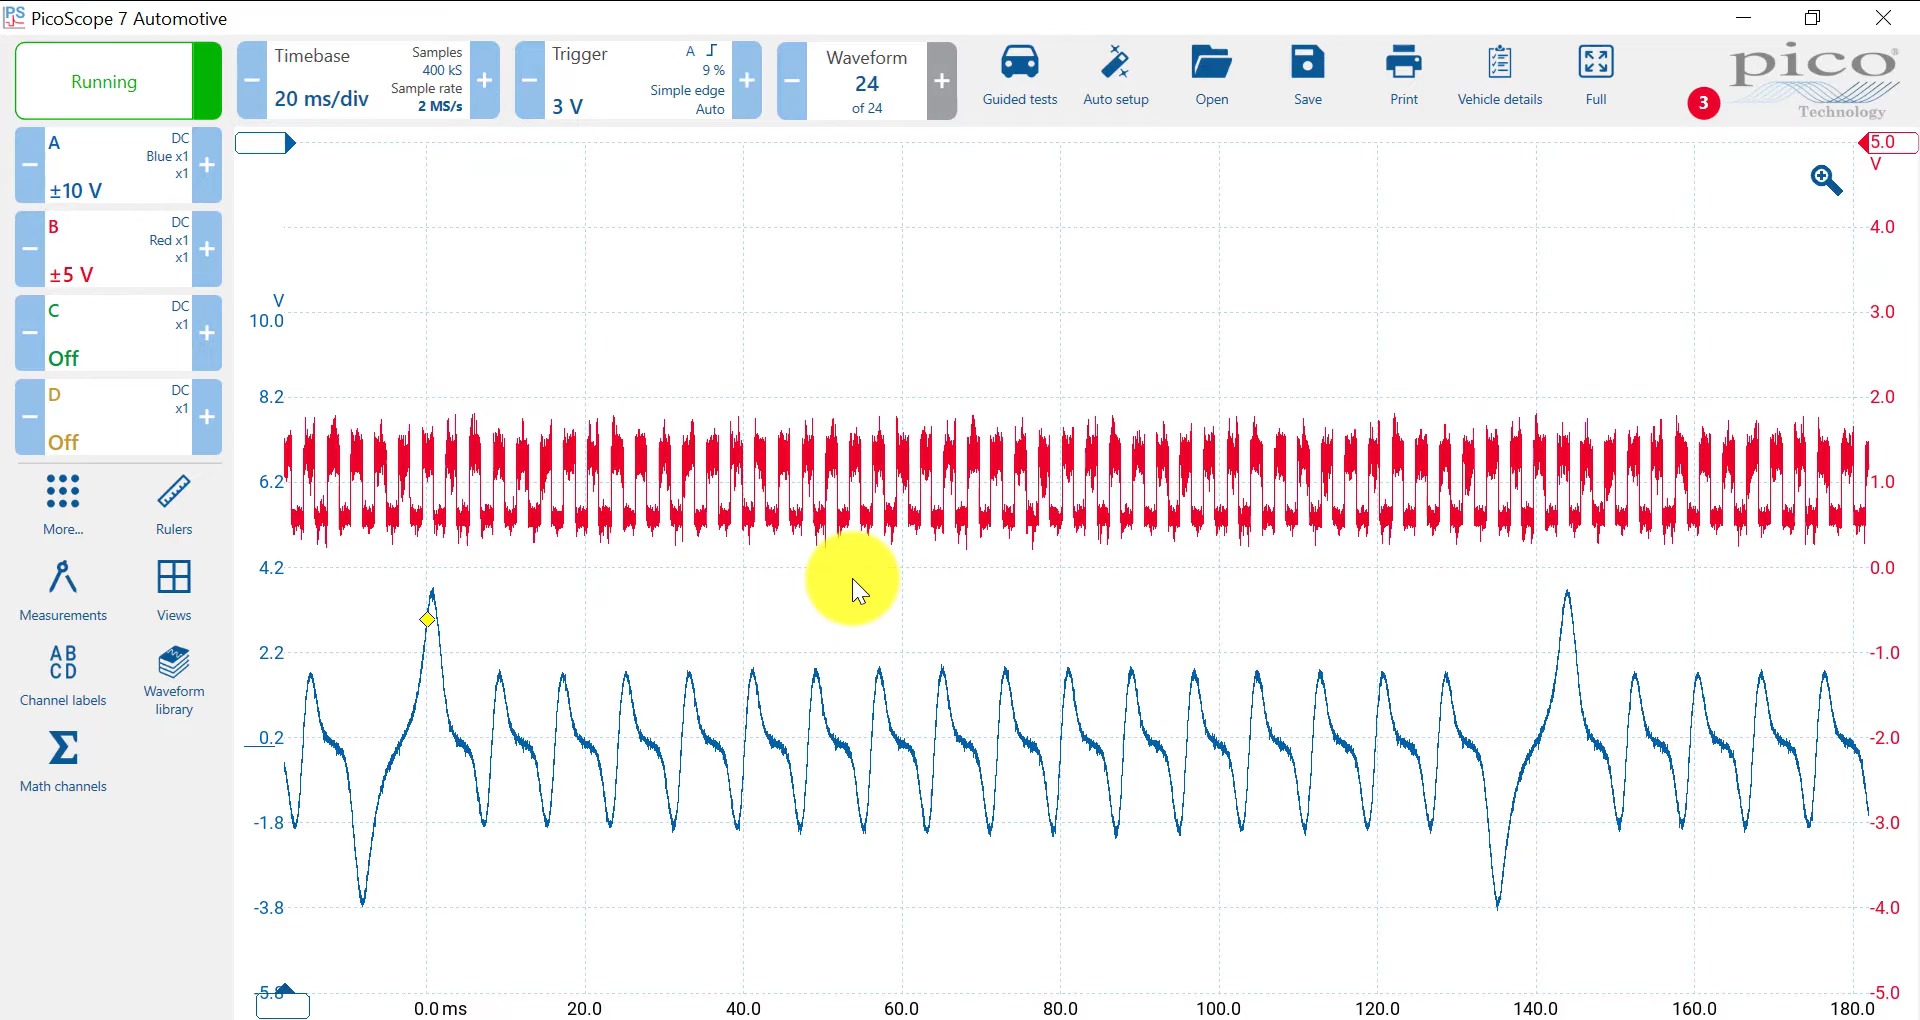 PS PicoScope 7 Automotive
Running
Timebase
20 ms/div
Samples
400 kS
Sample rate
2 MS/s
Trigger
3 V
A
9 %
Simple edge
Auto
Waveform
24
of 24
Guided tests
Auto setup
Open
Save
Print
Vehicle details
Full
3
pico
Technology
A
DC
Blue x1
x1
±10 V
B
DC
Red x1
x1
±5 V
C
DC
x1
Off
D
DC
x1
Off
More...
Rulers
Measurements
Views
A B
C D
Channel labels
Waveform
library
Math channels
V
10.0
8.2
6.2
4.2
2.2
0.2
-1.8
-3.8
-5.8
5.0
V
4.0
3.0
2.0
1.0
0.0
-1.0
-2.0
-3.0
-4.0
-5.0
0.0 ms
20.0
40.0
60.0
80.0
100.0
120.0
140.0
160.0
180.0